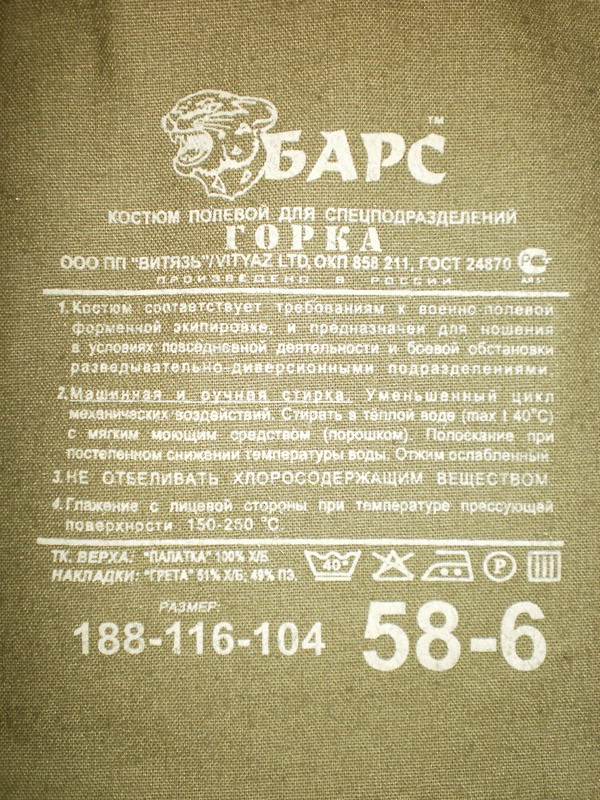 БАРС™
КОСТЮМ ПОЛЕВОЙ ДЛЯ СПЕЦПОДРАЗДЕЛЕНИЙ
ГОРКА
ООО ПП "ВИТЯЗЬ"/VITYAZ LTD, ОКП 858 211, ГОСТ 24870
ПРОИЗВЕДЕНО В РОССИИ
1. Костюм соответствует требованиям к военно-полевой
форменной экипировке, и предназначен для ношения
в условиях повседневной деятельности и боевой обстановки
разведывательно-диверсионными подразделениями.
2. Машинная и ручная стирка. Уменьшенный цикл
механических воздействий. Стирать в тёплой воде (max t 40°C)
с мягким моющим средством (порошком). Полоскание при
постепенном снижении температуры воды. Отжим ослабленный
3. НЕ ОТБЕЛИВАТЬ ХЛОРОСОДЕРЖАЩИМ ВЕЩЕСТВОМ.
4. Глажение с лицевой стороны при температуре прессующей
поверхности 150-250 °C.
ТК. ВЕРХА: "ПАЛАТКА" 100% Х/Б
НАКЛАДКИ: "ГРЕТА" 51% Х/Б; 49% ПЭ.
40° P
РАЗМЕР:
188-116-104 58-6